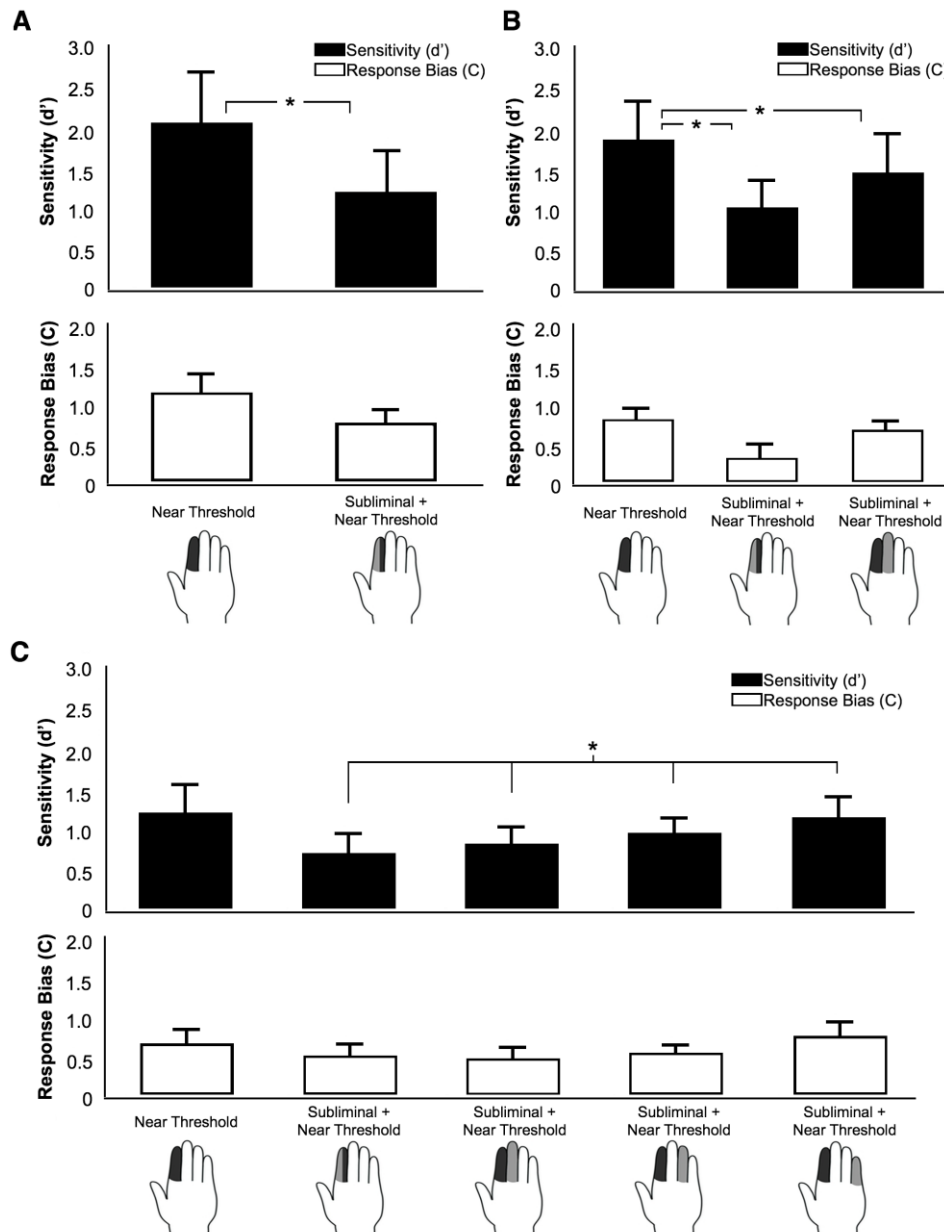 A
Sensitivity (d')
Response Bias (C)
3.0
2.5
2.0
1.5
1.0
0.5
0
Sensitivity (d')
*
Response Bias (C)
2.0
1.5
1.0
0.5
0
Near Threshold
Subliminal +
Near Threshold
B
Sensitivity (d')
Response Bias (C)
3.0
2.5
2.0
1.5
1.0
0.5
0
Sensitivity (d')
*
*
Response Bias (C)
2.0
1.5
1.0
0.5
0
Near Threshold
Subliminal +
Near Threshold
Subliminal +
Near Threshold
C
Sensitivity (d')
Response Bias (C)
3.0
2.5
2.0
1.5
1.0
0.5
0
Sensitivity (d')
*
Response Bias (C)
2.0
1.5
1.0
0.5
0
Near Threshold
Subliminal +
Near Threshold
Subliminal +
Near Threshold
Subliminal +
Near Threshold
Subliminal +
Near Threshold